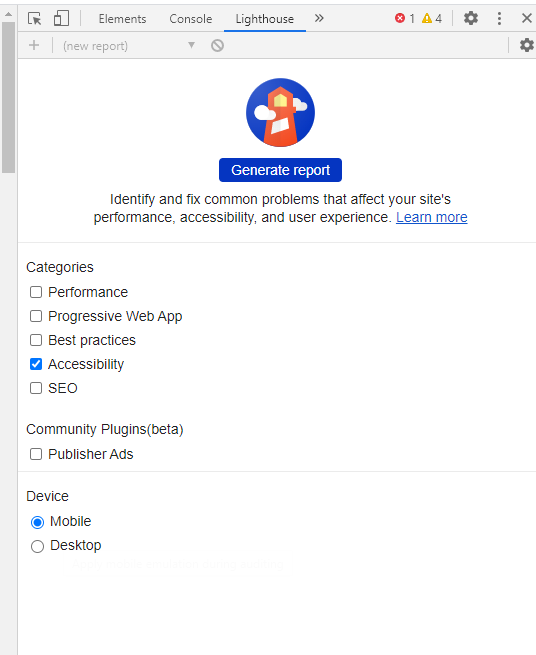 Elements Console Lighthouse 1 4
(new report)
Generate report
Identify and fix common problems that affect your site's
performance, accessibility, and user experience. Learn more
Categories
Performance
Progressive Web App
Best practices
Accessibility
SEO
Community Plugins(beta)
Publisher Ads
Device
Mobile
Desktop